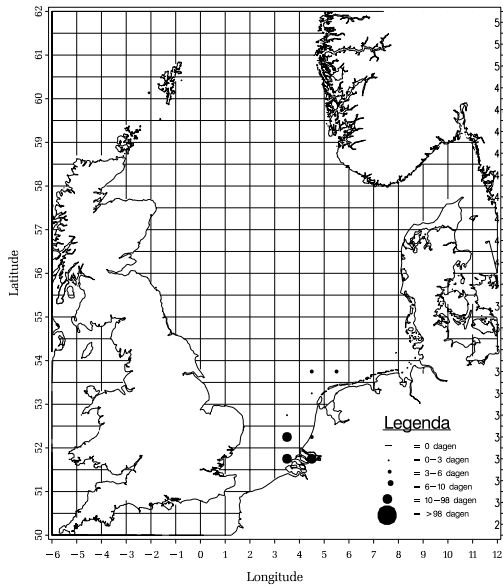 62
61
60
59
58
57
56
55
54
53
52
51
50
Latitude
−6 −5 −4 −3 −2 −1 0 1 2 3 4 5 6 7 8 9 10 11 12
Longitude
Legenda
= 0 dagen
= 0−3 dagen
= 3−6 dagen
= 6−10 dagen
= 10−98 dagen
= >98 dagen